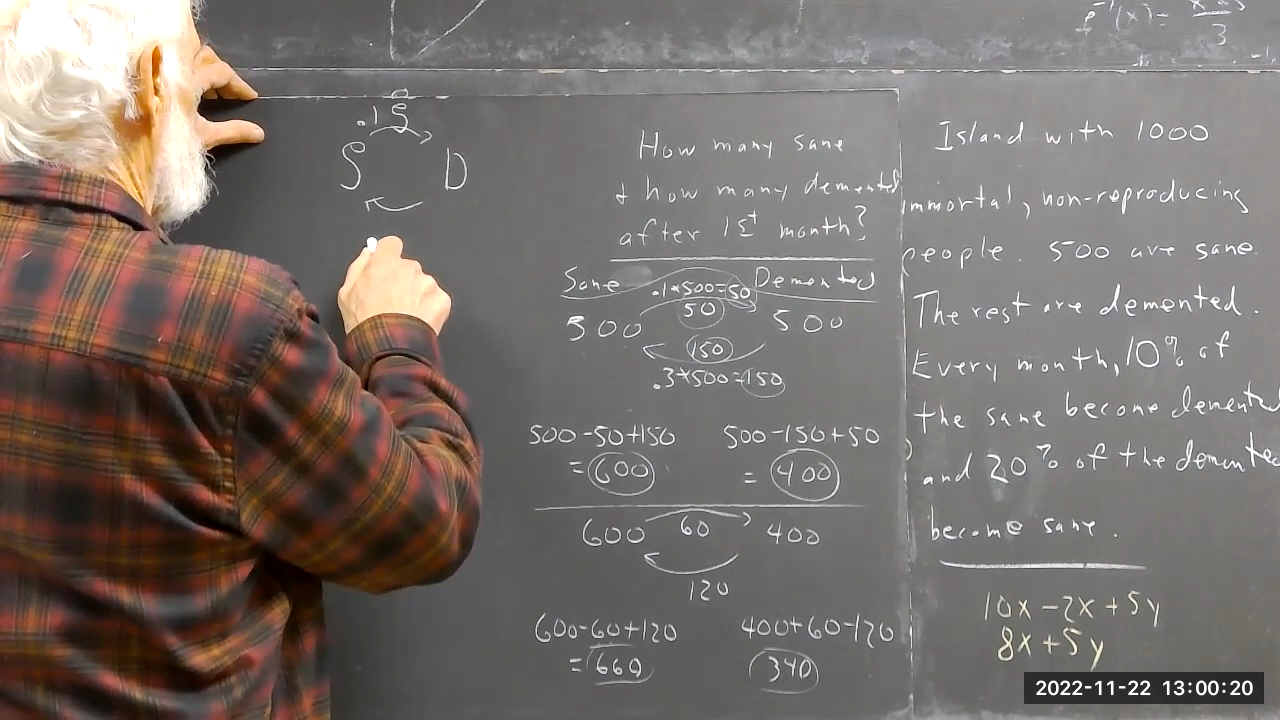 f⁻¹(x) =
3
-1
.1 S
S D
How many sane
+ how many demented
after 1st month?
Sane Demented
.1*500=50
50
500 500
150
.3*500=150
500-50+150 500-150+50
=600 =400
600 60 400
120
600-60+120 400+60-120
=660 340
Island with 1000
immortal, non-reproducing
people. 500 are sane.
The rest are demented.
Every month, 10% of
the sane become demented
and 20% of the demented
become sane.
10x-2x+5y
8x+5y
2022-11-22 13:00:20